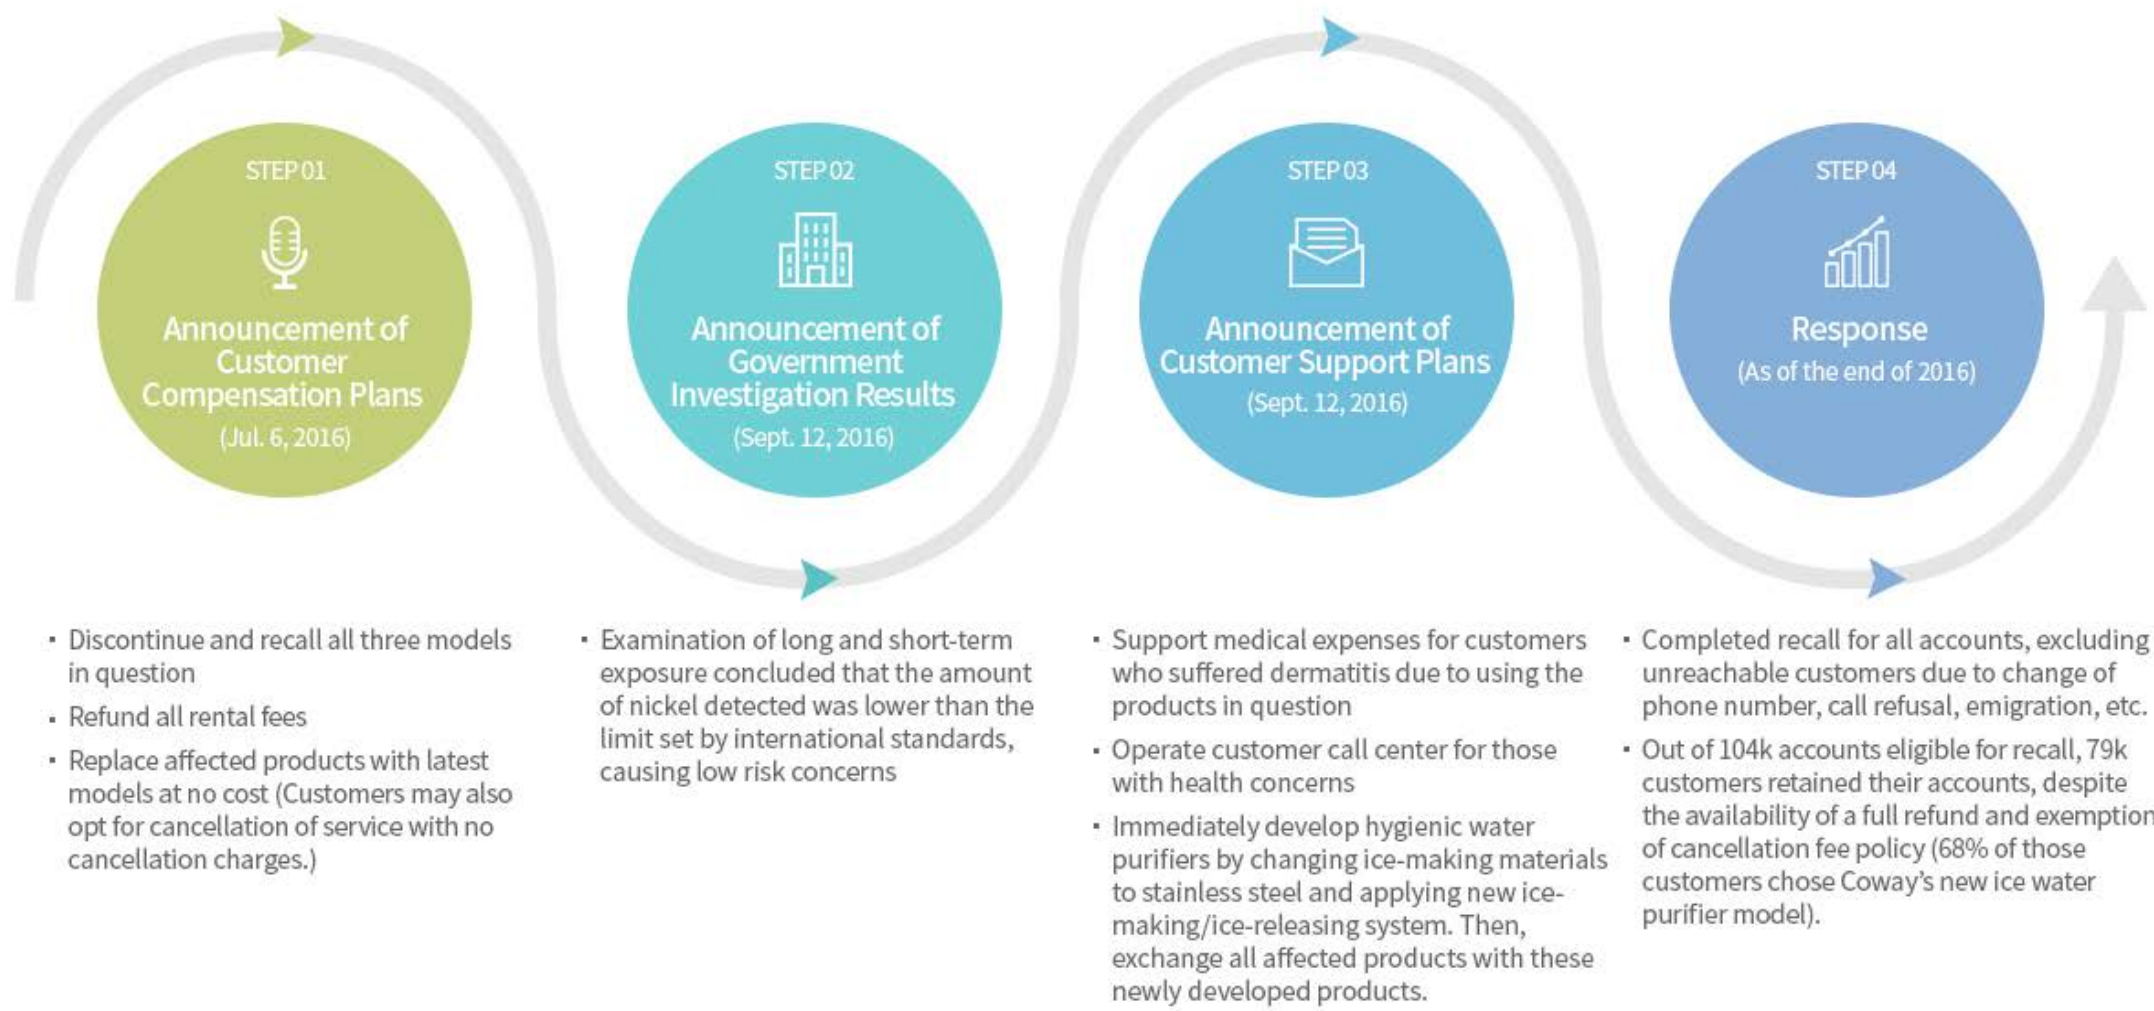 STEP 01
Announcement of
Customer
Compensation Plans
(Jul. 6, 2016)
▪ Discontinue and recall all three models
in question
▪ Refund all rental fees
▪ Replace affected products with latest
models at no cost (Customers may also
opt for cancellation of service with no
cancellation charges.)
STEP 02
Announcement of
Government
Investigation Results
(Sept. 12, 2016)
▪ Examination of long and short-term
exposure concluded that the amount
of nickel detected was lower than the
limit set by international standards,
causing low risk concerns
STEP 03
Announcement of
Customer Support Plans
(Sept. 12, 2016)
▪ Support medical expenses for customers
who suffered dermatitis due to using the
products in question
▪ Operate customer call center for those
with health concerns
▪ Immediately develop hygienic water
purifiers by changing ice-making materials
to stainless steel and applying new ice-
making/ice-releasing system. Then,
exchange all affected products with these
newly developed products.
STEP 04
Response
(As of the end of 2016)
▪ Completed recall for all accounts, excluding
unreachable customers due to change of
phone number, call refusal, emigration, etc.
▪ Out of 104k accounts eligible for recall, 79k
customers retained their accounts, despite
the availability of a full refund and exemption
of cancellation fee policy (68% of those
customers chose Coway’s new ice water
purifier model).